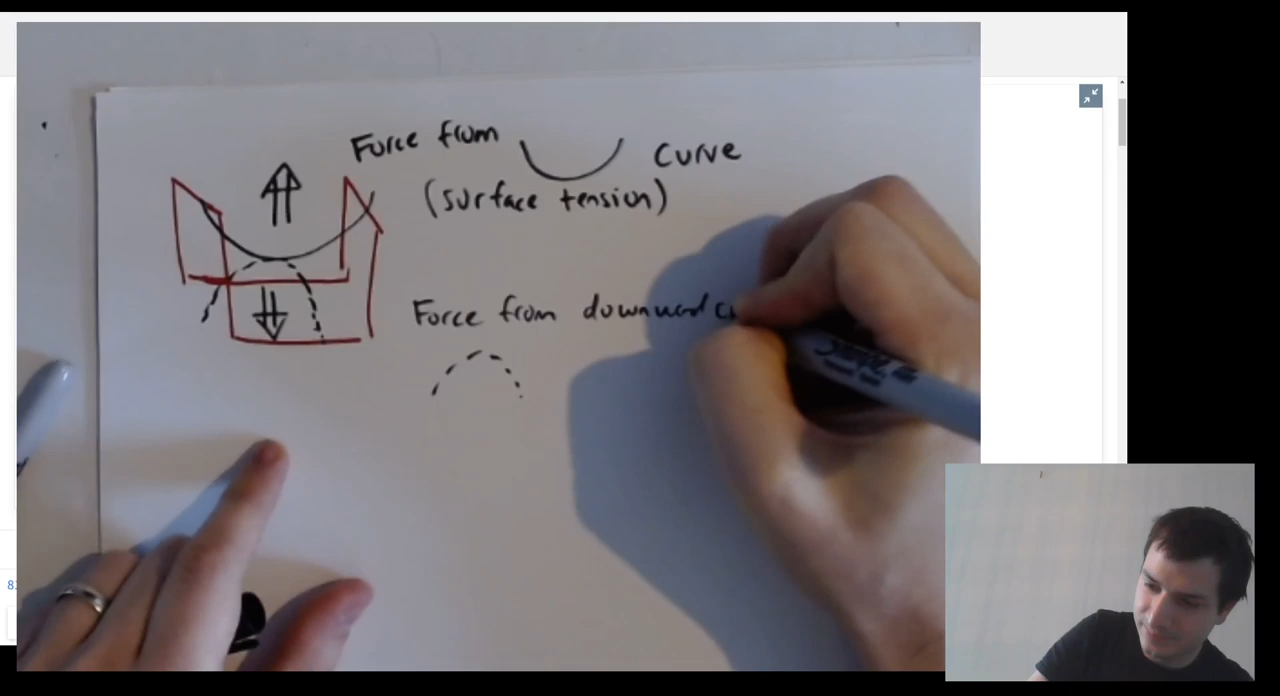 Force from
Curve
(surface tension)
Force from downward